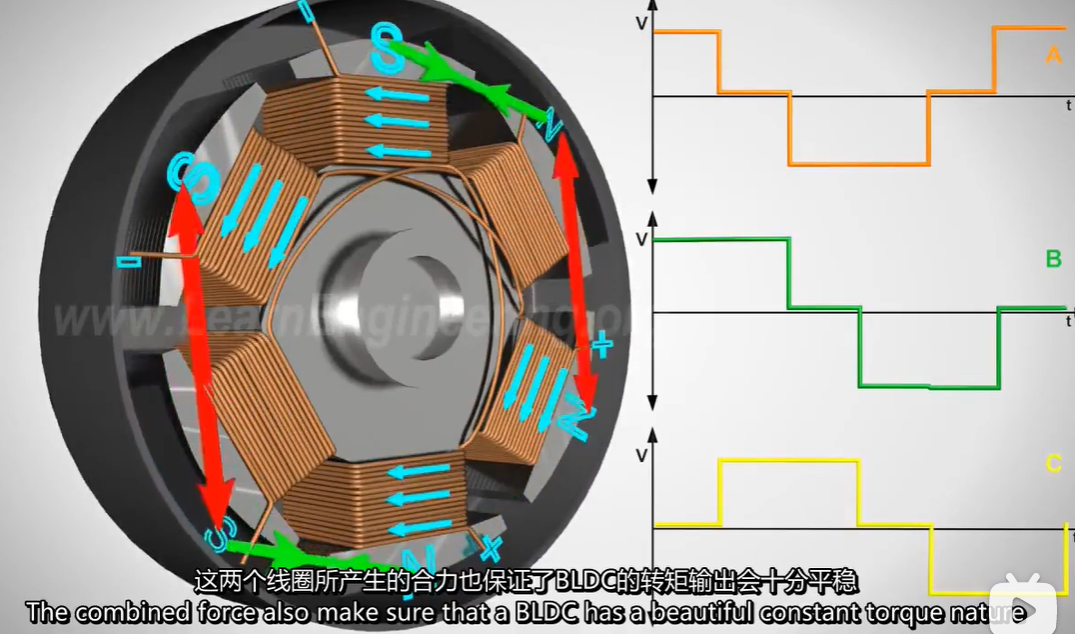 S
N
S
N
S
N
+
+
V
A
t
V
B
t
V
C
t
www.LearnEngineering.o
这两个线圈所产生的合力也保证了BLDC的转矩输出会十分平稳
The combined force also make sure that a BLDC has a beautiful constant torque nature